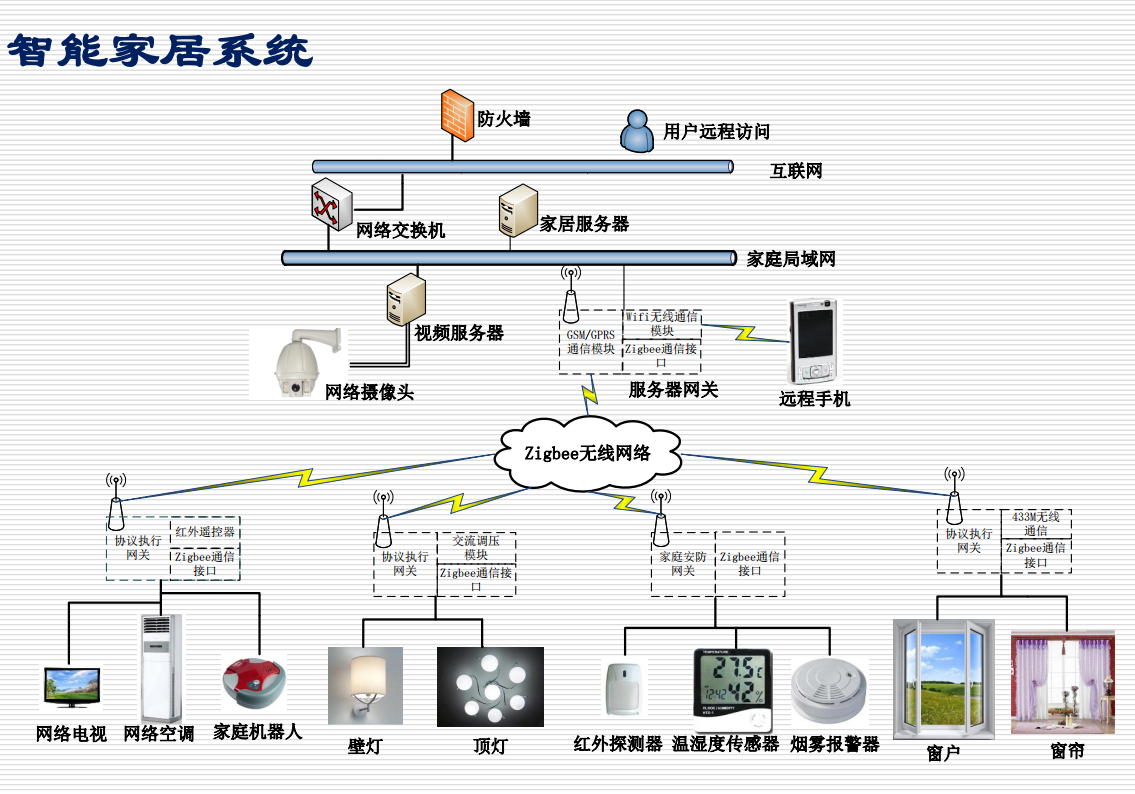 智能家居系统
防火墙
用户远程访问
互联网
网络交换机
家居服务器
家庭局域网
视频服务器
网络摄像头
GSM/GPRS
通信模块
Wifi无线通信
模块
Zigbee通信接
口
服务器网关
远程手机
Zigbee无线网络
协议执行
网关
红外遥控器
Zigbee通信
接口
协议执行
网关
交流调压
模块
Zigbee通信接
口
家庭安防
网关
Zigbee通信
接口
协议执行
网关
433M无线
通信
Zigbee通信
接口
网络电视
网络空调
家庭机器人
壁灯
顶灯
TEMPERATURE
27.5℃
12:42
42%
红外探测器
温湿度传感器
烟雾报警器
窗户
窗帘